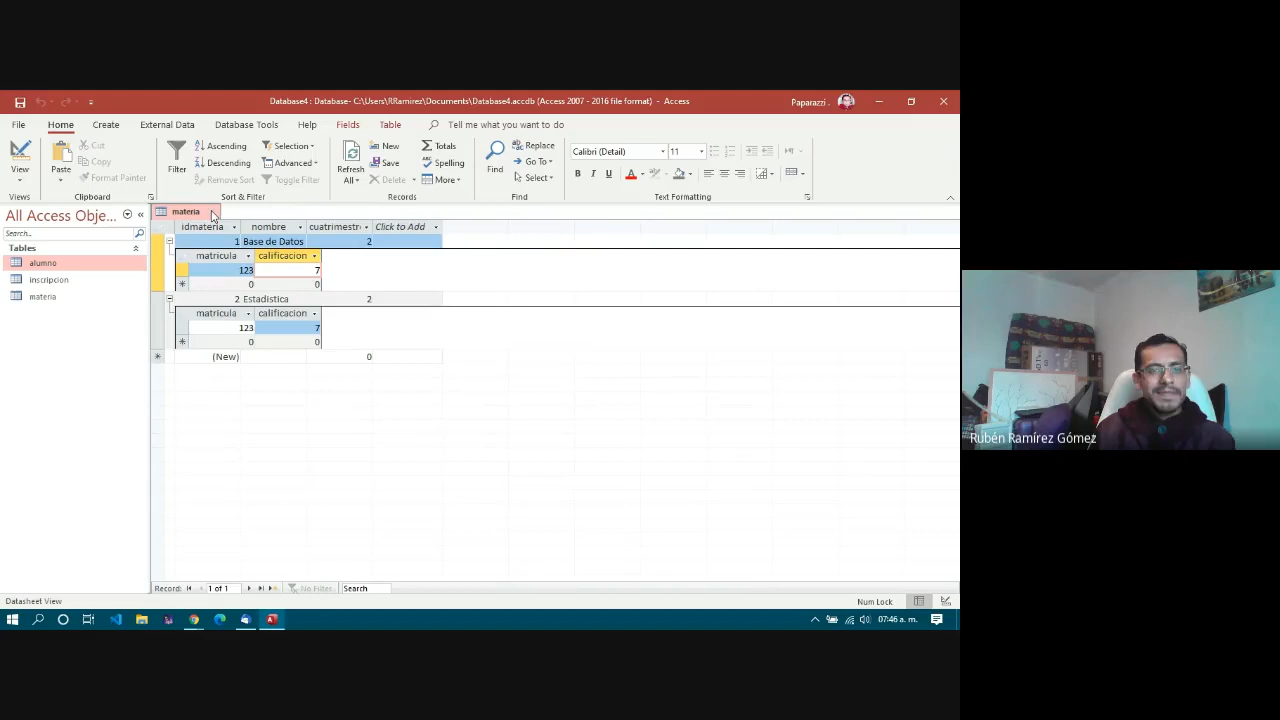 Database4 : Database- C:\Users\RRamirez\Documents\Database4.accdb (Access 2007 - 2016 file format) - Access
Paparazzi .
File Home Create External Data Database Tools Help Fields Table Tell me what you want to do
View
Views
Paste
Cut
Copy
Format Painter
Clipboard
Filter
Ascending
Descending
Remove Sort
Selection
Advanced
Toggle Filter
Sort & Filter
Refresh
All
New
Save
Delete
Totals
Spelling
More
Records
Find
Replace
Go To
Select
Find
Calibri (Detail) 11
B I U A
Text Formatting
All Access Obje...
Search...
Tables
alumno
inscripcion
materia
materia
idmateria nombre cuatrimestr Click to Add
1 Base de Datos 2
matricula calificacion
123 7
0 0
2 Estadistica 2
matricula calificacion
123 7
0 0
(New) 0
Record: 1 of 1 No Filter Search
Datasheet View
Num Lock
07:46 a. m.
Rubén Ramírez Gómez